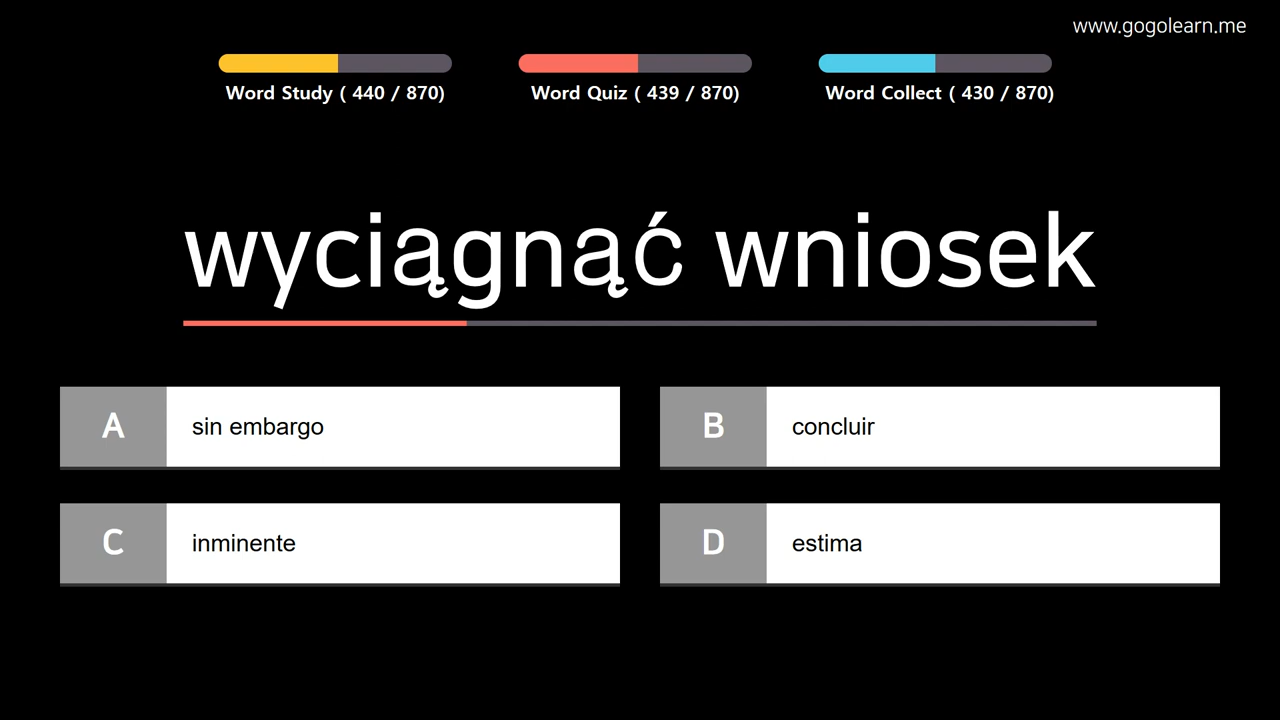 www.gogolearn.me
Word Study ( 440 / 870)
Word Quiz ( 439 / 870)
Word Collect ( 430 / 870)
wyciągnąć wniosek
A
sin embargo
B
concluir
C
inminente
D
estima